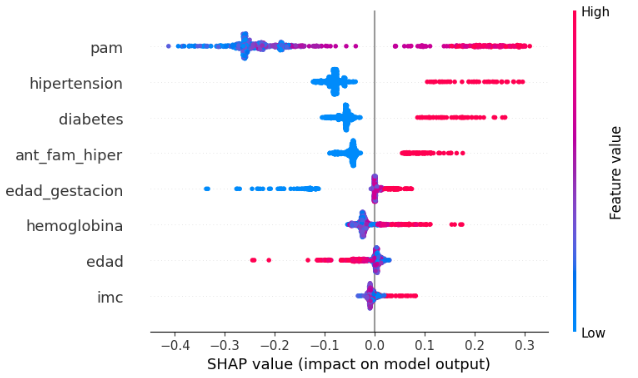 High
pam
hipertension
diabetes
ant_fam_hiper
edad_gestacion
hemoglobina
edad
imc
Feature value
Low
−0.4 −0.3 −0.2 −0.1 0.0 0.1 0.2 0.3
SHAP value (impact on model output)